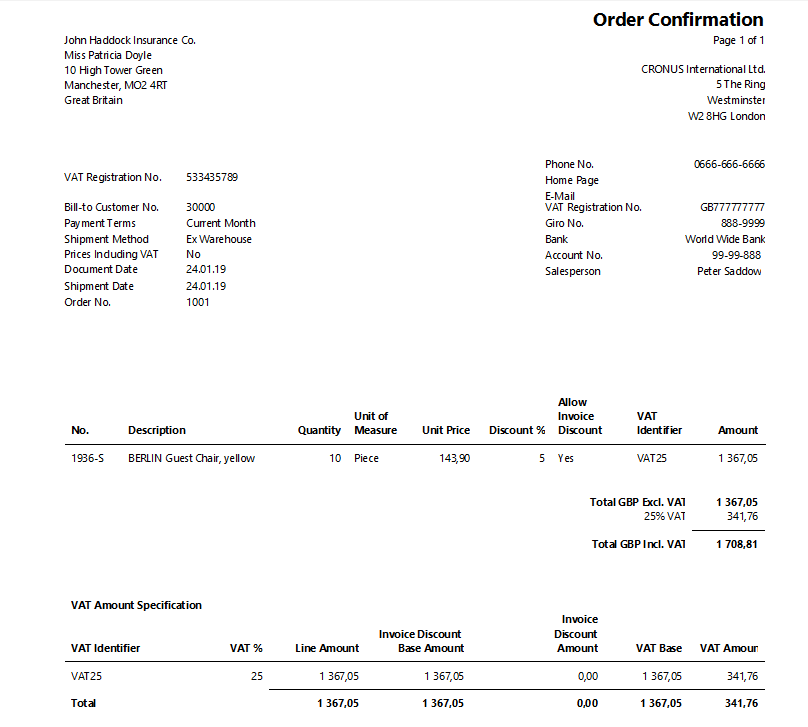 Order Confirmation
Page 1 of 1
John Haddock Insurance Co.
Miss Patricia Doyle
10 High Tower Green
Manchester, MO2 4RT
Great Britain
CRONUS International Ltd.
5 The Ring
Westminster
W2 8HG London
VAT Registration No. 533435789
Bill-to Customer No. 30000
Payment Terms Current Month
Shipment Method Ex Warehouse
Prices Including VAT No
Document Date 24.01.19
Shipment Date 24.01.19
Order No. 1001
Phone No. 0666-666-6666
Home Page
E-Mail
VAT Registration No. GB777777777
Giro No. 888-9999
Bank World Wide Bank
Account No. 99-99-888
Salesperson Peter Saddow
No. Description Quantity Unit of Measure Unit Price Discount % Allow Invoice Discount VAT Identifier Amount
1936-S BERLIN Guest Chair, yellow 10 Piece 143,90 5 Yes VAT25 1 367,05
Total GBP Excl. VAT 1 367,05
25% VAT 341,76
Total GBP Incl. VAT 1 708,81
VAT Amount Specification
VAT Identifier VAT % Line Amount Invoice Discount Base Amount Invoice Discount Amount VAT Base VAT Amoun
VAT25 25 1 367,05 1 367,05 0,00 1 367,05 341,76
Total 1 367,05 1 367,05 0,00 1 367,05 341,76